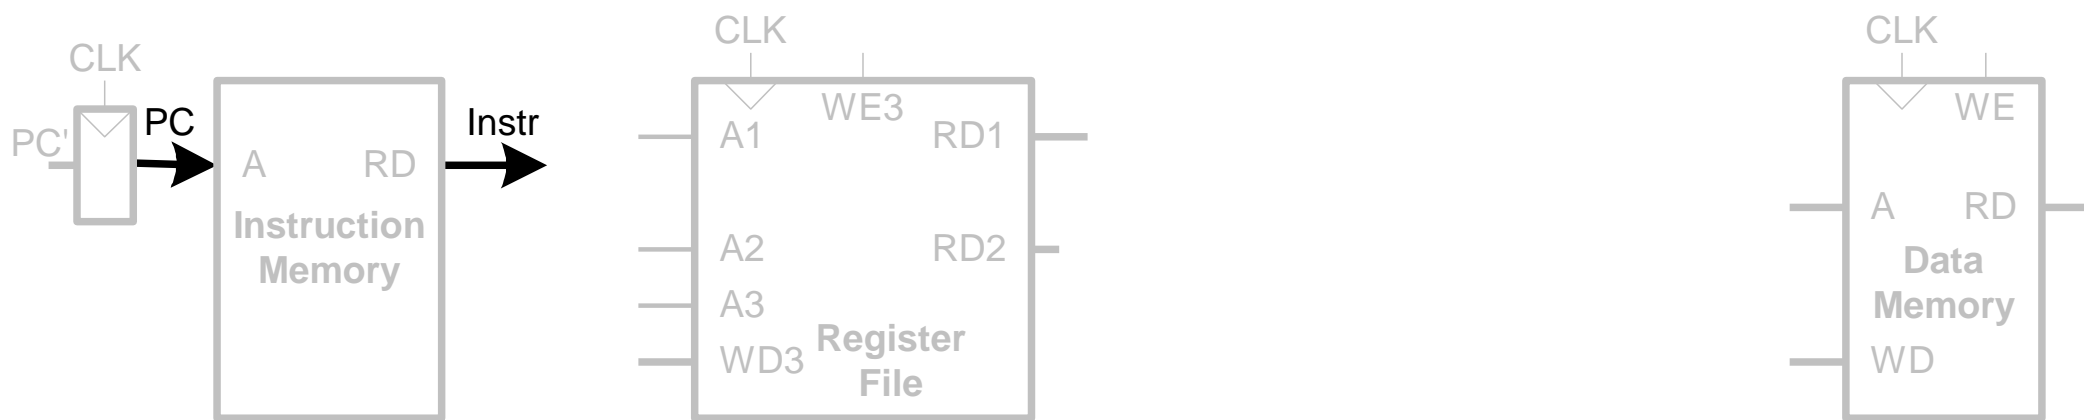 CLK
PC'
PC
A
RD
Instruction
Memory
Instr
CLK
WE3
A1
RD1
A2
RD2
A3
WD3
Register
File
CLK
WE
A
RD
Data
Memory
WD